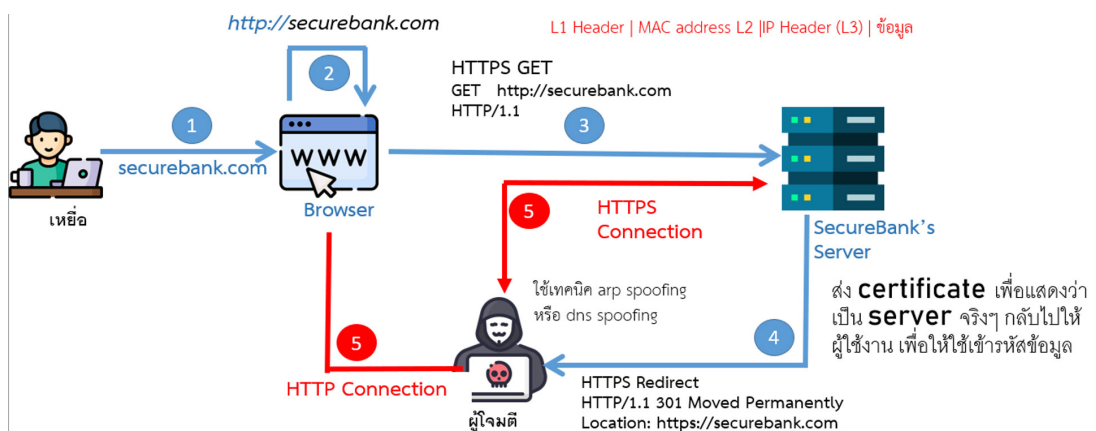 http://securebank.com
L1 Header | MAC address L2 |IP Header (L3) | ข้อมูล
2
HTTPS GET
GET http://securebank.com
HTTP/1.1
1
3
securebank.com
WWW
เหยื่อ
Browser
5
HTTPS
Connection
SecureBank's
Server
ใช้เทคนิค arp spoofing
หรือ dns spoofing
ส่ง certificate เพื่อแสดงว่า
เป็น server จริงๆ กลับไปให้
ผู้ใช้งาน เพื่อให้ใช้เข้ารหัสข้อมูล
4
5
HTTP Connection
ผู้โจมตี
HTTPS Redirect
HTTP/1.1 301 Moved Permanently
Location: https://securebank.com